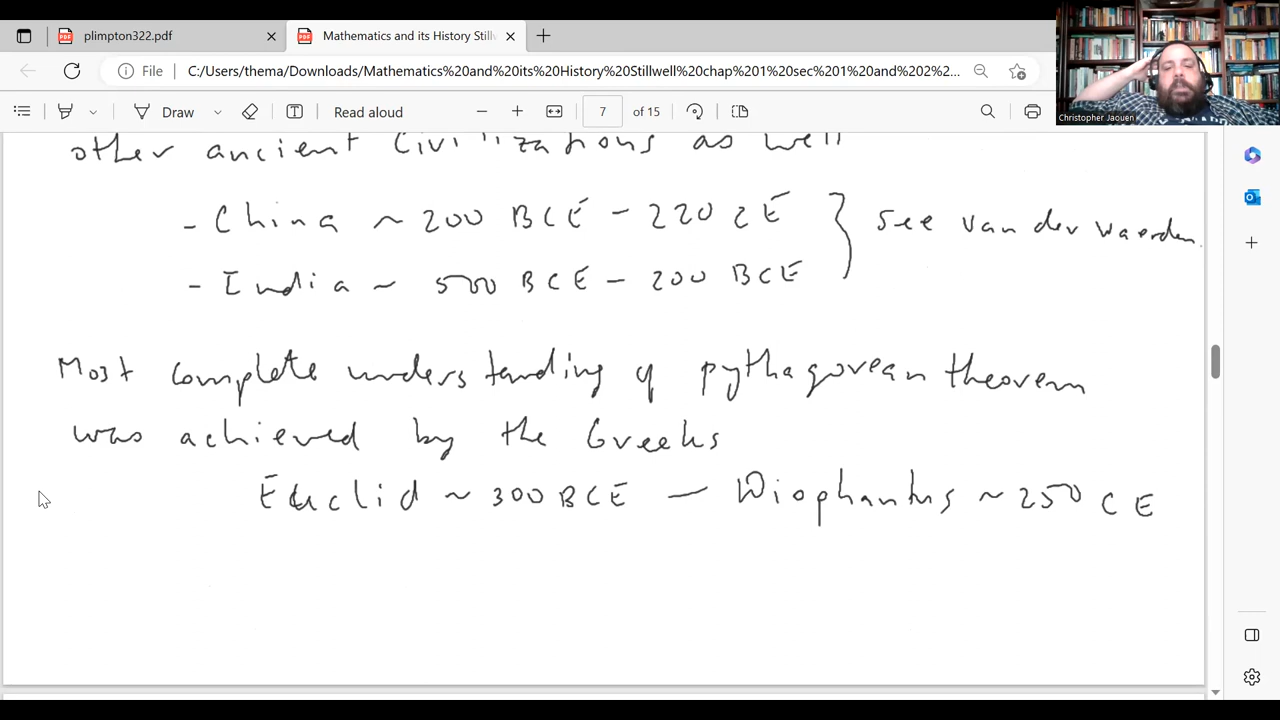 plimpton322.pdf
Mathematics and its History Stillw
File
C:/Users/thema/Downloads/Mathematics%20and%20its%20History%20Stillwell%20chap%201%20sec%201%20and%202%2...
Draw
Read aloud
7 of 15
Christopher Jaouen
other ancient Civilizations as well
- China ~ 200 BCE - 220 CE } see van der waerden.
- India ~ 500 BCE - 200 BCE
Most complete understanding of pythagorean theorem
was achieved by the Greeks
Euclid ~ 300 BCE - Diophantus ~ 250 CE